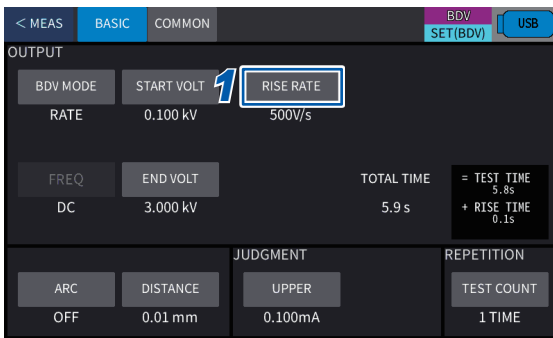 < MEAS BASIC COMMON BDV SET(BDV) USB
OUTPUT
BDV MODE START VOLT 1 RISE RATE
RATE 0.100 kV 500V/s
FREQ END VOLT TOTAL TIME = TEST TIME
5.8s
DC 3.000 kV 5.9 s + RISE TIME
0.1s
JUDGMENT REPETITION
ARC DISTANCE UPPER TEST COUNT
OFF 0.01 mm 0.100mA 1 TIME